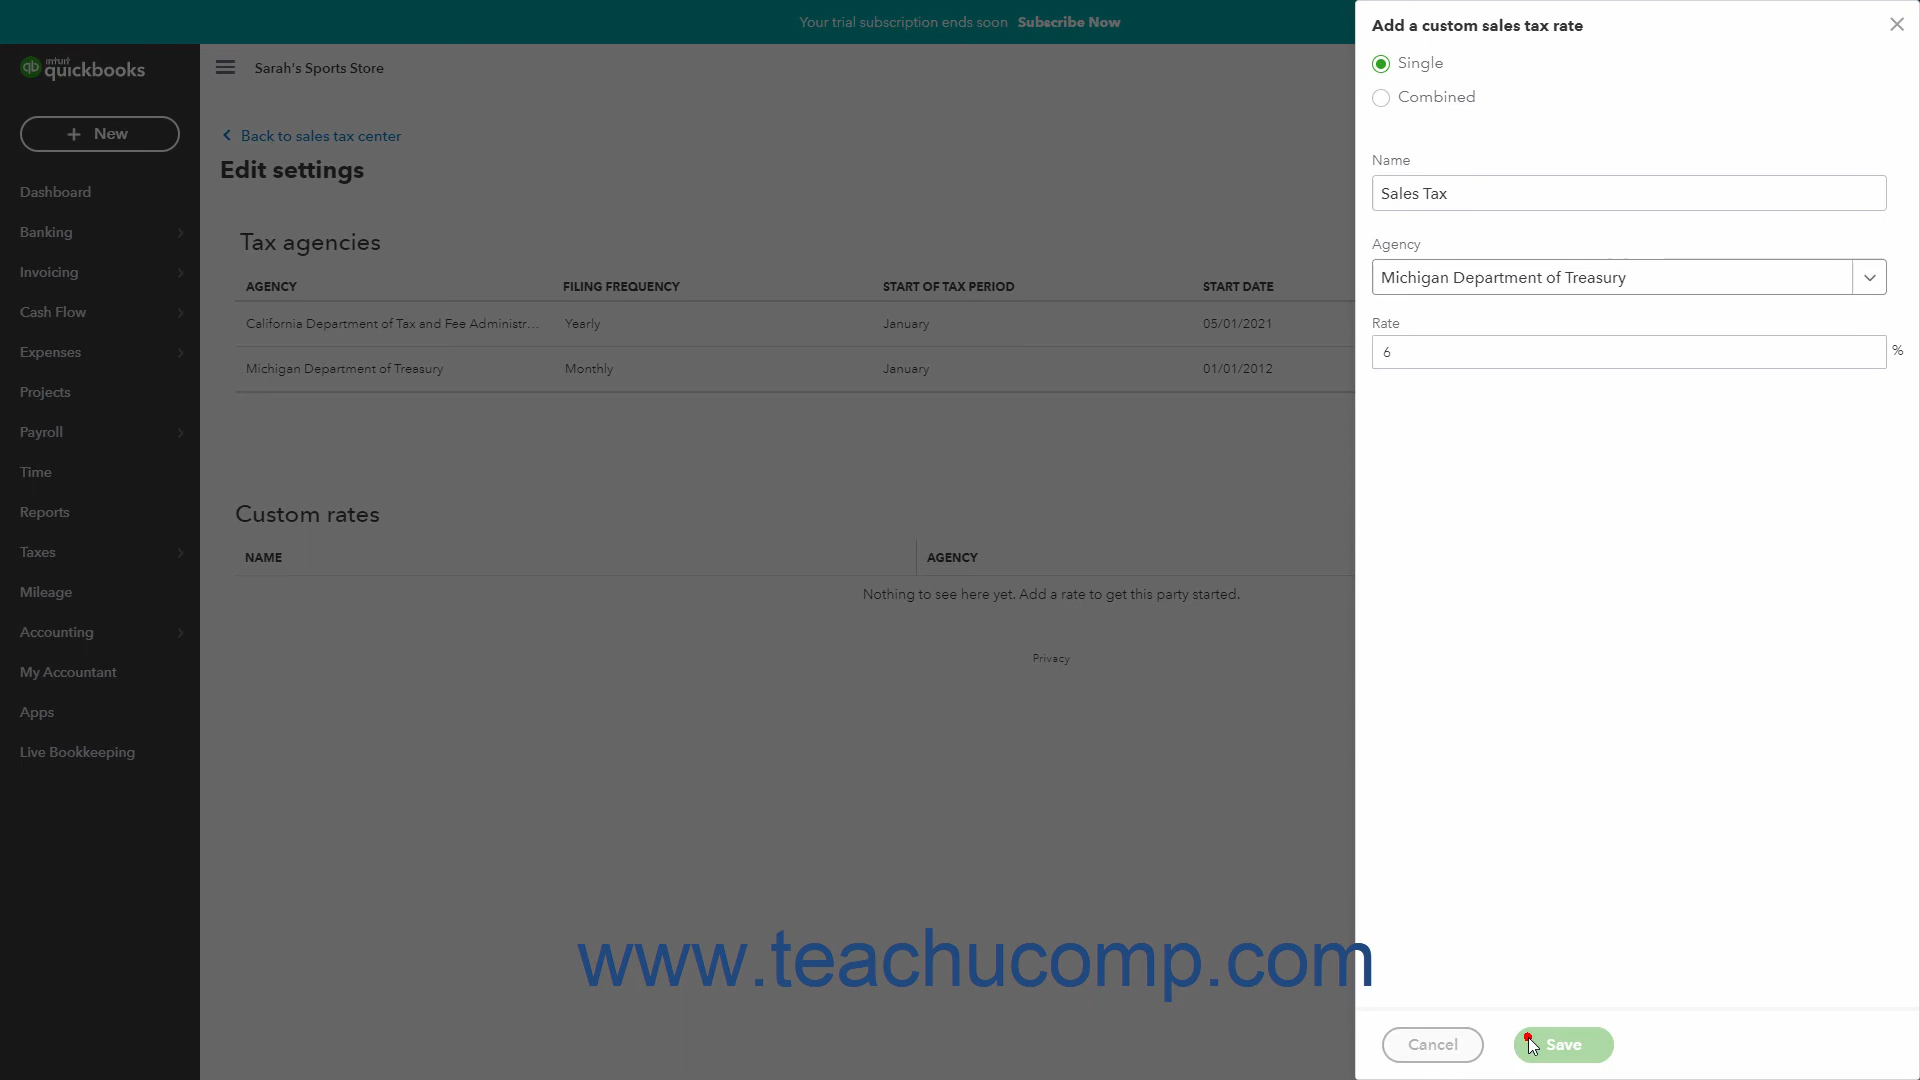 Your trial subscription ends soon Subscribe Now
qb intuit quickbooks
Sarah's Sports Store
+ New
Dashboard
Banking
Invoicing
Cash Flow
Expenses
Projects
Payroll
Time
Reports
Taxes
Mileage
Accounting
My Accountant
Apps
Live Bookkeeping
Back to sales tax center
Edit settings
Tax agencies
AGENCY FILING FREQUENCY START OF TAX PERIOD START DATE
California Department of Tax and Fee Administr... Yearly January 05/01/2021
Michigan Department of Treasury Monthly January 01/01/2012
Custom rates
NAME AGENCY
Nothing to see here yet. Add a rate to get this party started.
Privacy
www.teachucomp.com
Add a custom sales tax rate
Single
Combined
Name
Sales Tax
Agency
Michigan Department of Treasury
Rate
6 %
Cancel Save